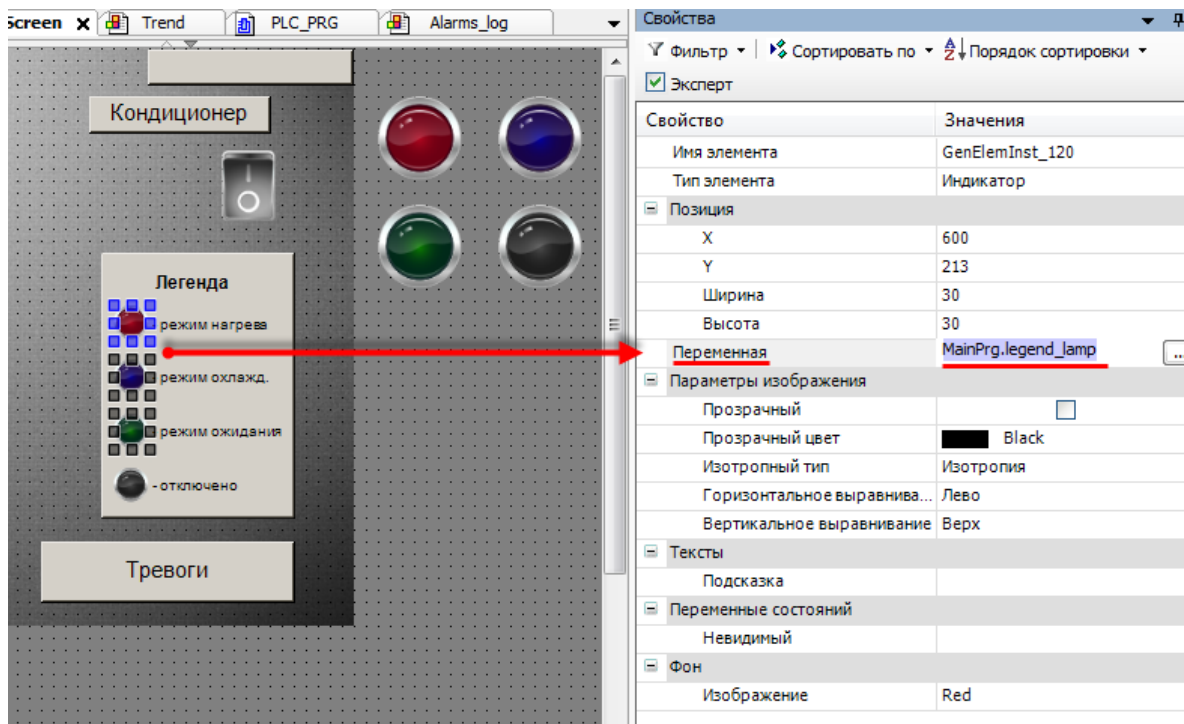 Screen Trend PLC_PRG Alarms_log
Кондиционер
Легенда
режим нагрева
режим охлажд.
режим ожидания
- отключено
Тревоги
Свойства
Фильтр Сортировать по Порядок сортировки
Эксперт
Свойство Значения
Имя элемента GenElemInst_120
Тип элемента Индикатор
Позиция
X 600
Y 213
Ширина 30
Высота 30
Переменная MainPrg.legend_lamp ...
Параметры изображения
Прозрачный
Прозрачный цвет Black
Изотропный тип Изотропия
Горизонтальное выравнива... Лево
Вертикальное выравнивание Верх
Тексты
Подсказка
Переменные состояний
Невидимый
Фон
Изображение Red